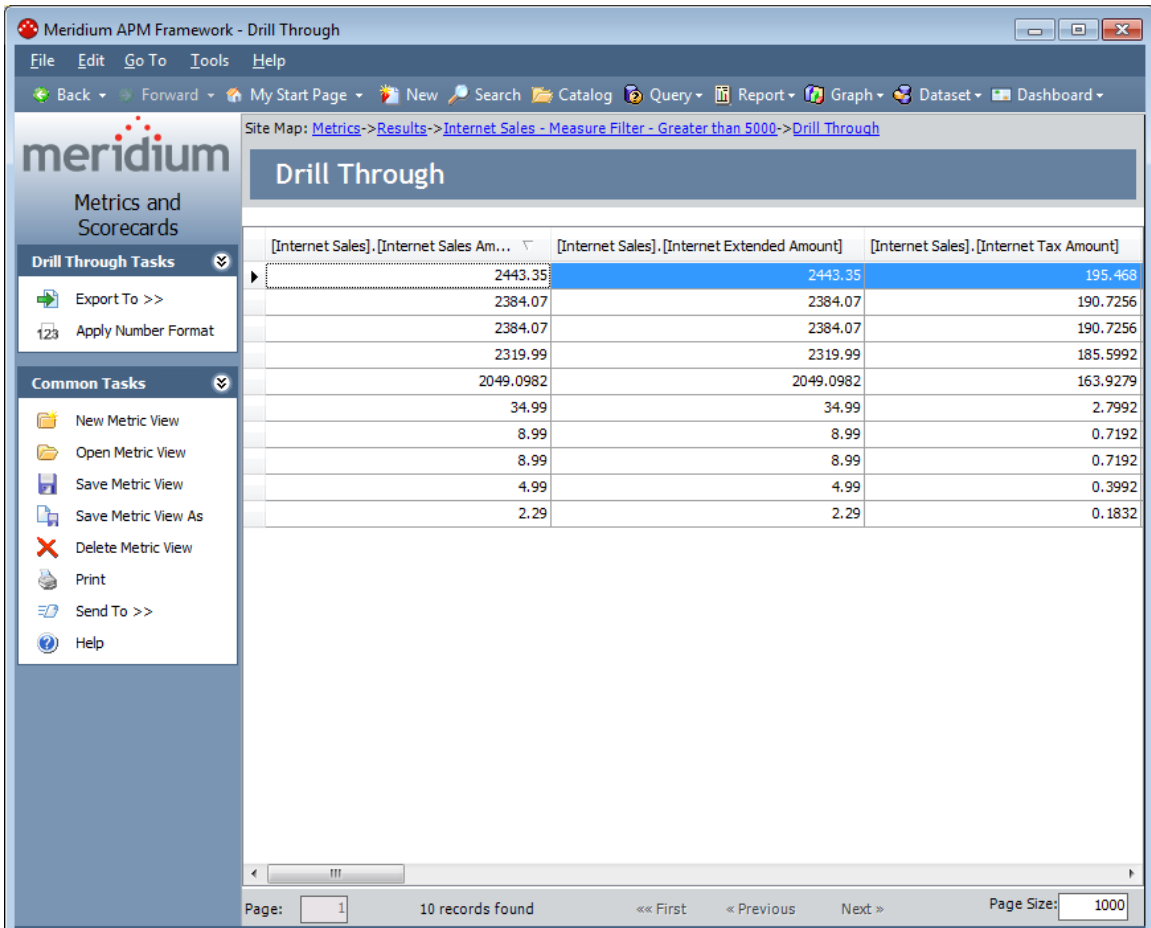 Meridium APM Framework - Drill Through
File Edit Go To Tools Help
Back Forward My Start Page New Search Catalog Query Report Graph Dataset Dashboard
meridium
Metrics and
Scorecards
Drill Through Tasks
Export To >>
123 Apply Number Format
Common Tasks
New Metric View
Open Metric View
Save Metric View
Save Metric View As
Delete Metric View
Print
Send To >>
Help
Site Map: Metrics->Results->Internet Sales - Measure Filter - Greater than 5000->Drill Through
Drill Through
[Internet Sales].[Internet Sales Am... [Internet Sales].[Internet Extended Amount] [Internet Sales].[Internet Tax Amount]
2443.35 2443.35 195.468
2384.07 2384.07 190.7256
2384.07 2384.07 190.7256
2319.99 2319.99 185.5992
2049.0982 2049.0982 163.9279
34.99 34.99 2.7992
8.99 8.99 0.7192
8.99 8.99 0.7192
4.99 4.99 0.3992
2.29 2.29 0.1832
Page: 1 10 records found «« First « Previous Next » Page Size: 1000